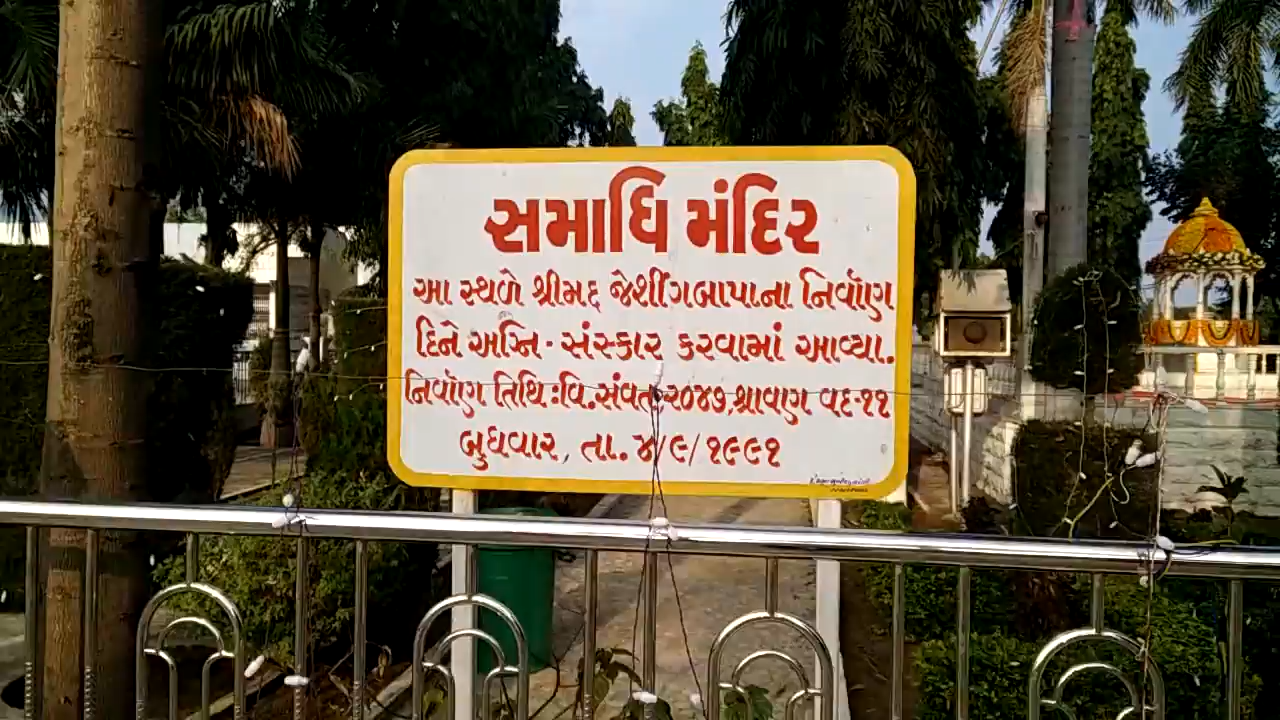 સમાધિ મંદિર
આ સ્થળે શ્રીમદ્ જેશીંગબાપાના નિર્વાણ
દિને અગ્નિ - સંસ્કાર કરવામાં આવ્યા.
નિર્વાણ તિથિ :વિ.સંવત ૨૦૪૭,શ્રાવણ વદ-૧૧
બુધવાર, તા. ૪/૯/૧૯૯૧